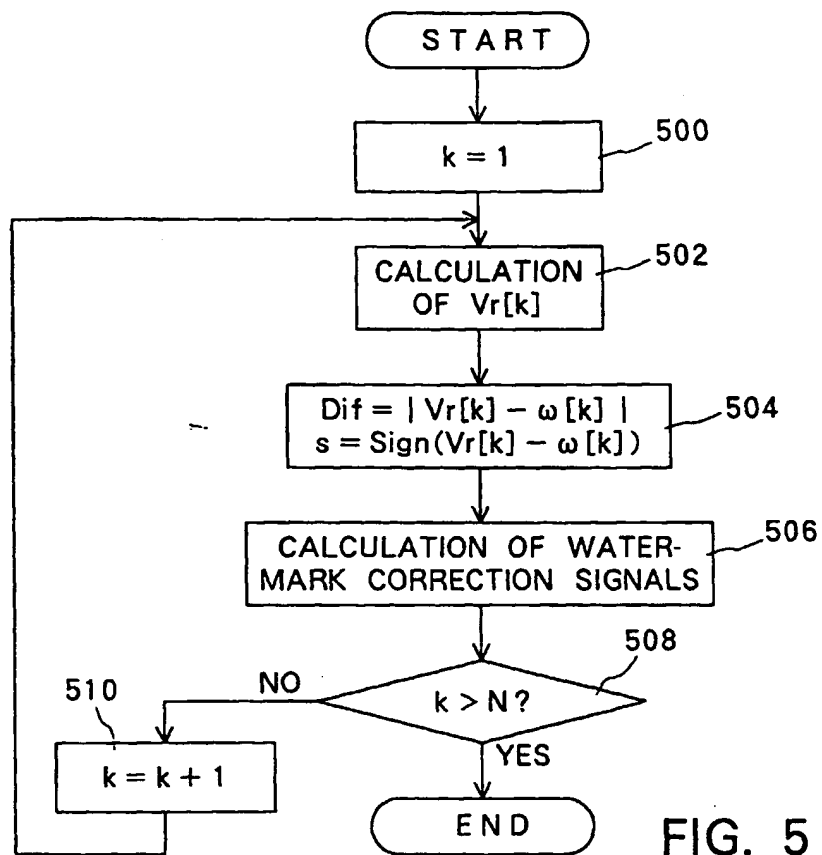 START
500
k = 1
502
CALCULATION
OF Vr[k]
504
Dif = | Vr[k] − ω[k] |
s = Sign(Vr[k] − ω[k])
506
CALCULATION OF WATER-
MARK CORRECTION SIGNALS
508
k > N?
NO
510
k = k + 1
YES
END
FIG. 5